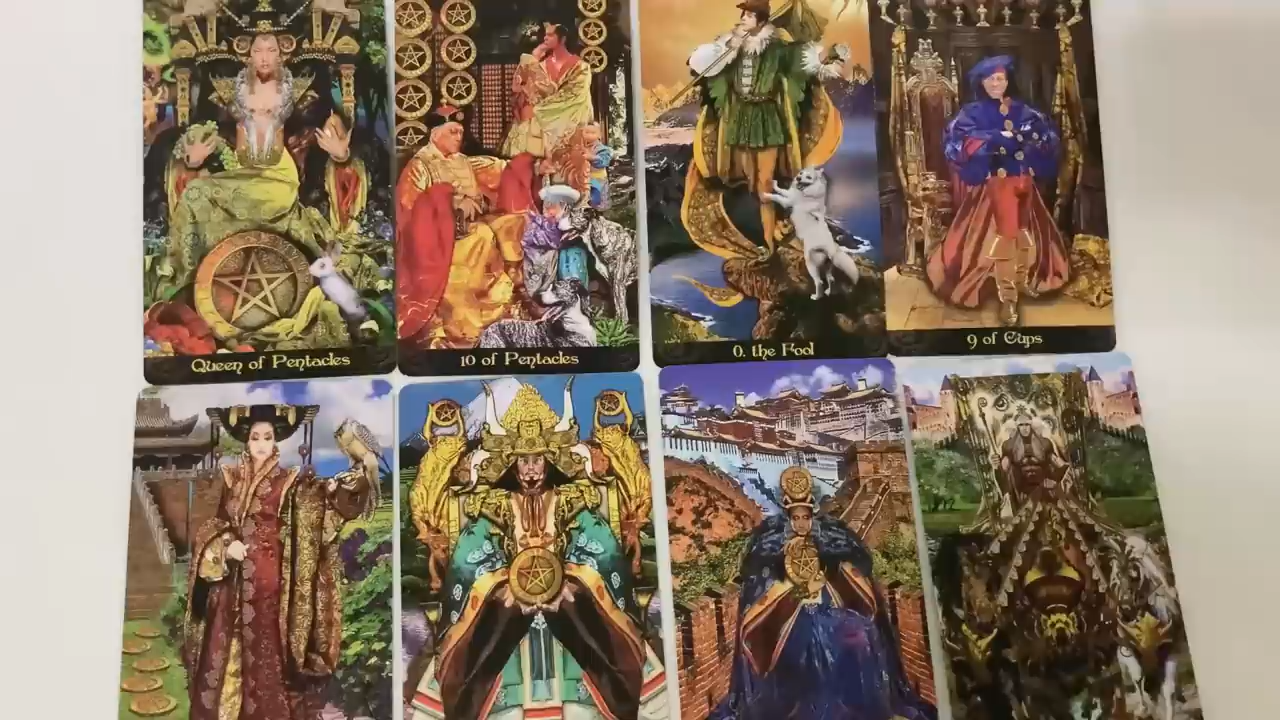 Queen of Pentacles
10 of Pentacles
0. the Fool
9 of Cups